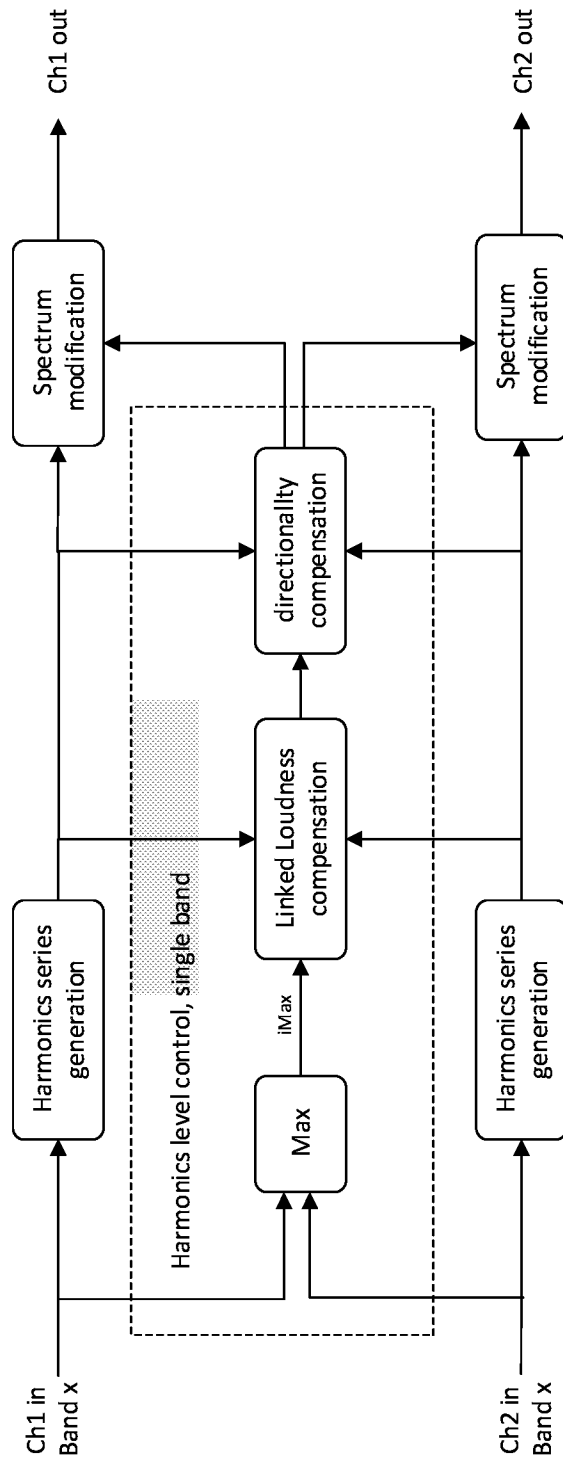 Ch1 in
Band x
Harmonics series
generation
Spectrum
modification
Ch1 out
Harmonics level control, single band
Max
iMax
Linked Loudness
compensation
directionality
compensation
Ch2 in
Band x
Harmonics series
generation
Spectrum
modification
Ch2 out